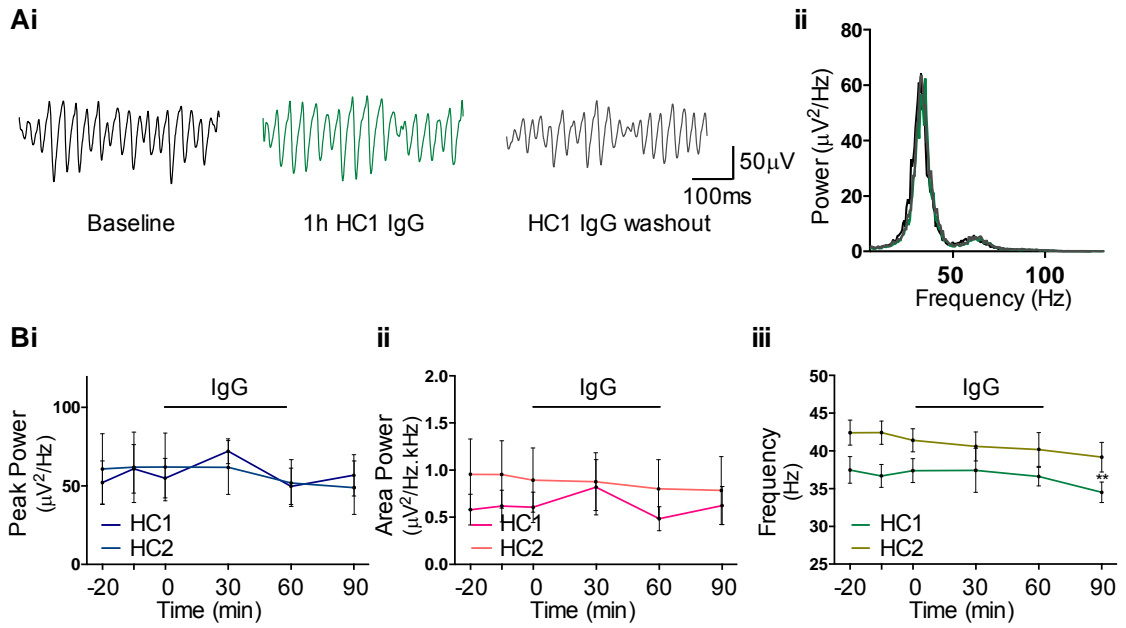 Ai
Baseline
1h HC1 IgG
HC1 IgG washout
50μV
100ms
ii
Power (μV²/Hz)
80
60
40
20
0
50
100
Frequency (Hz)
Bi
Peak Power
(μV²/Hz)
100
50
0
IgG
HC1
HC2
-20
0
30
60
90
Time (min)
ii
Area Power
(μV²/Hz.kHz)
2.0
1.5
1.0
0.5
0.0
IgG
HC1
HC2
-20
0
30
60
90
Time (min)
iii
Frequency
(Hz)
50
45
40
35
30
25
IgG
**
HC1
HC2
-20
0
30
60
90
Time (min)